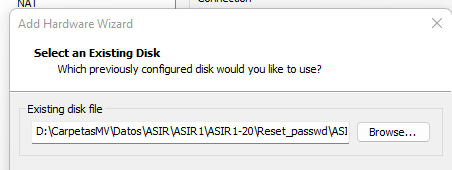 NAT
Connection
Add Hardware Wizard
Select an Existing Disk
Which previously configured disk would you like to use?
Existing disk file
D:\CarpetasMV\Datos\ASIR\ASIR1\ASIR1-20\Reset_passwd\ASI
Browse...